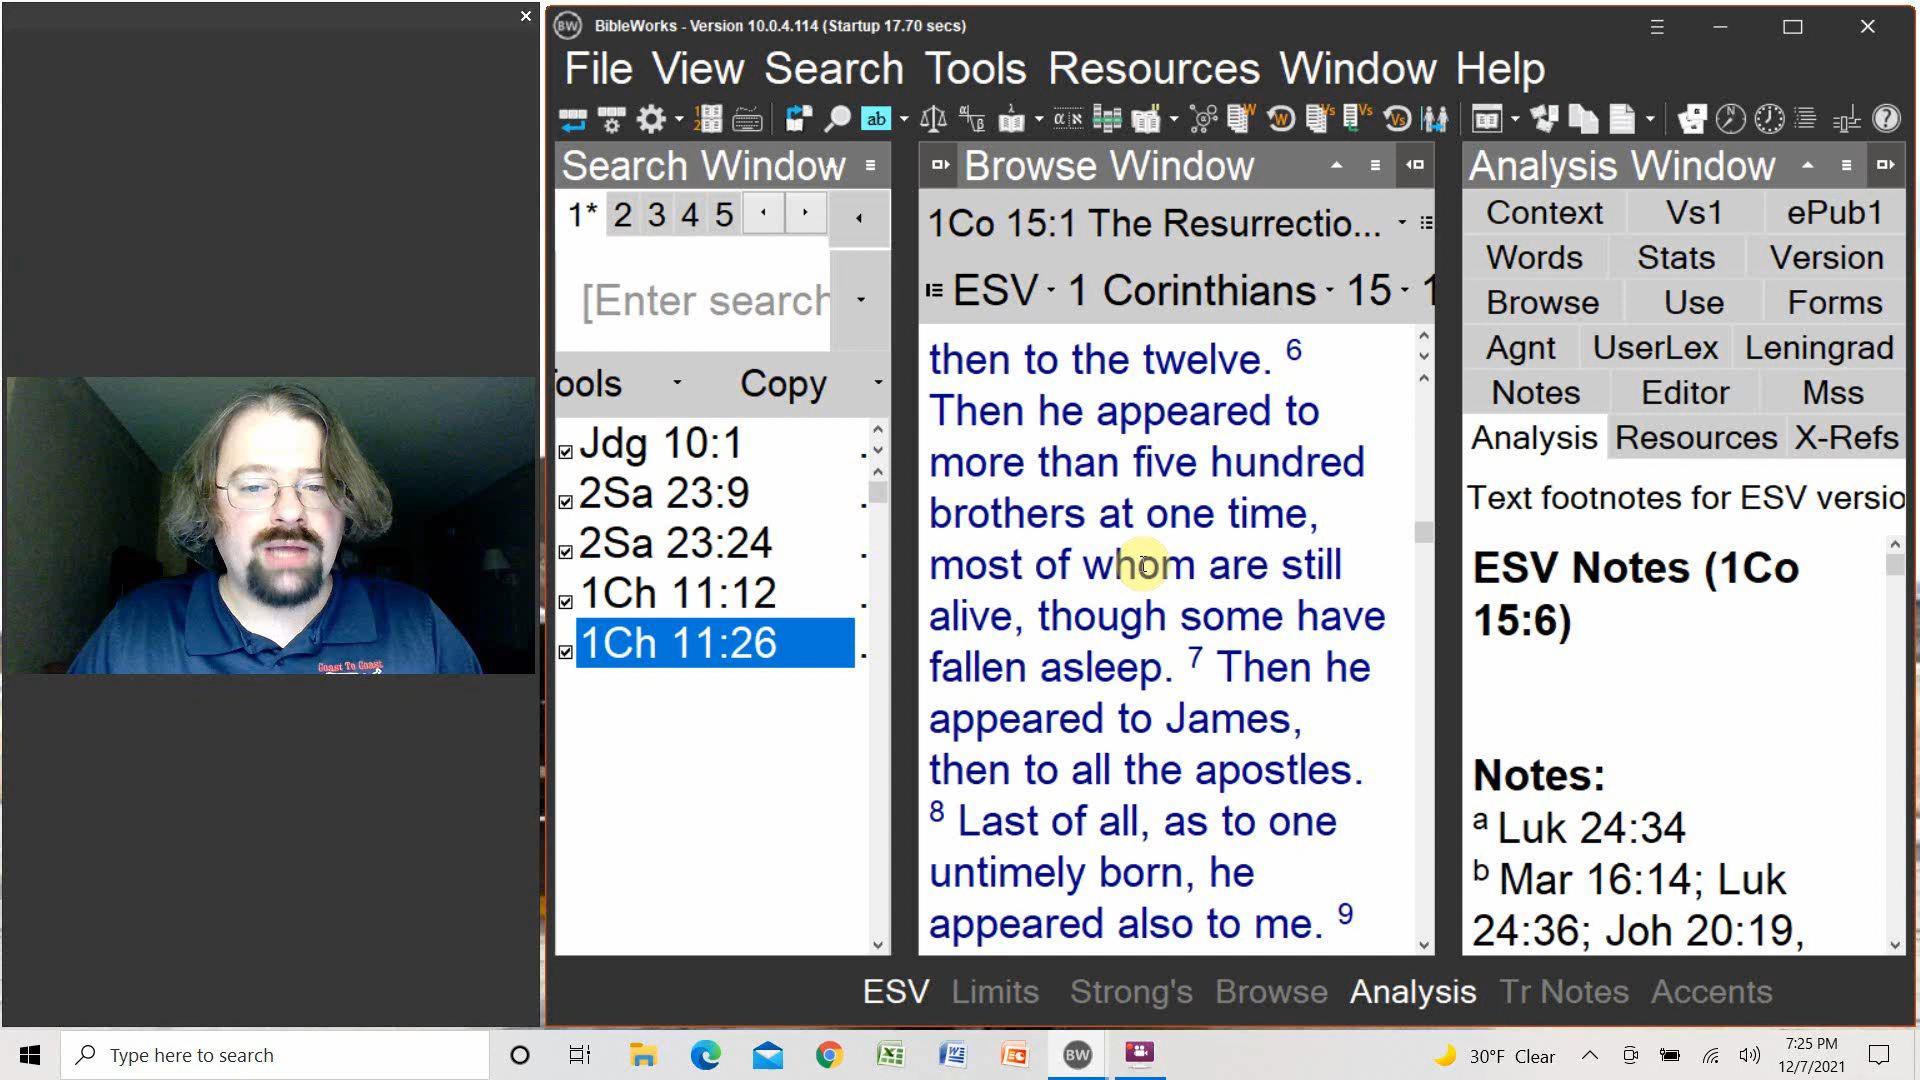 BibleWorks - Version 10.0.4.114 (Startup 17.70 secs)
File View Search Tools Resources Window Help
Search Window
1* 2 3 4 5
[Enter search
ools Copy
Jdg 10:1
2Sa 23:9
2Sa 23:24
1Ch 11:12
1Ch 11:26
Browse Window
1Co 15:1 The Resurrectio...
ESV 1 Corinthians 15 1
then to the twelve. 6
Then he appeared to
more than five hundred
brothers at one time,
most of whom are still
alive, though some have
fallen asleep. 7 Then he
appeared to James,
then to all the apostles.
8 Last of all, as to one
untimely born, he
appeared also to me. 9
Analysis Window
Context Vs1 ePub1
Words Stats Version
Browse Use Forms
Agnt UserLex Leningrad
Notes Editor Mss
Analysis Resources X-Refs
Text footnotes for ESV versio
ESV Notes (1Co
15:6)
Notes:
a Luk 24:34
b Mar 16:14; Luk
24:36; Joh 20:19,
ESV Limits Strong's Browse Analysis Tr Notes Accents
Coast To Coast
Type here to search
BW
30°F Clear
7:25 PM
12/7/2021